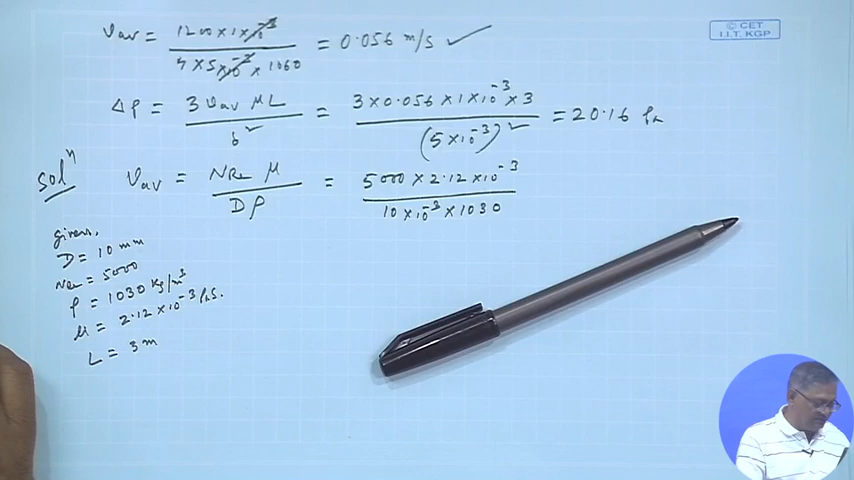 © CET
I.I.T. KGP
Vav = 1200 × 1 × 10⁻³ / 4 × 5 × 10⁻³ × 1060 = 0.056 m/s ✓
Δp = 3 Vav μ L / b² = 3 × 0.056 × 1 × 10⁻³ × 3 / (5 × 10⁻³)² = 20.16 Pa
Solⁿ
Vav = NRe μ / D ρ = 5000 × 2.12 × 10⁻³ / 10 × 10⁻³ × 1030
given,
D = 10 mm
NRe = 5000
ρ = 1030 kg/m³
μ = 2.12 × 10⁻³ Pa.s.
L = 3 m